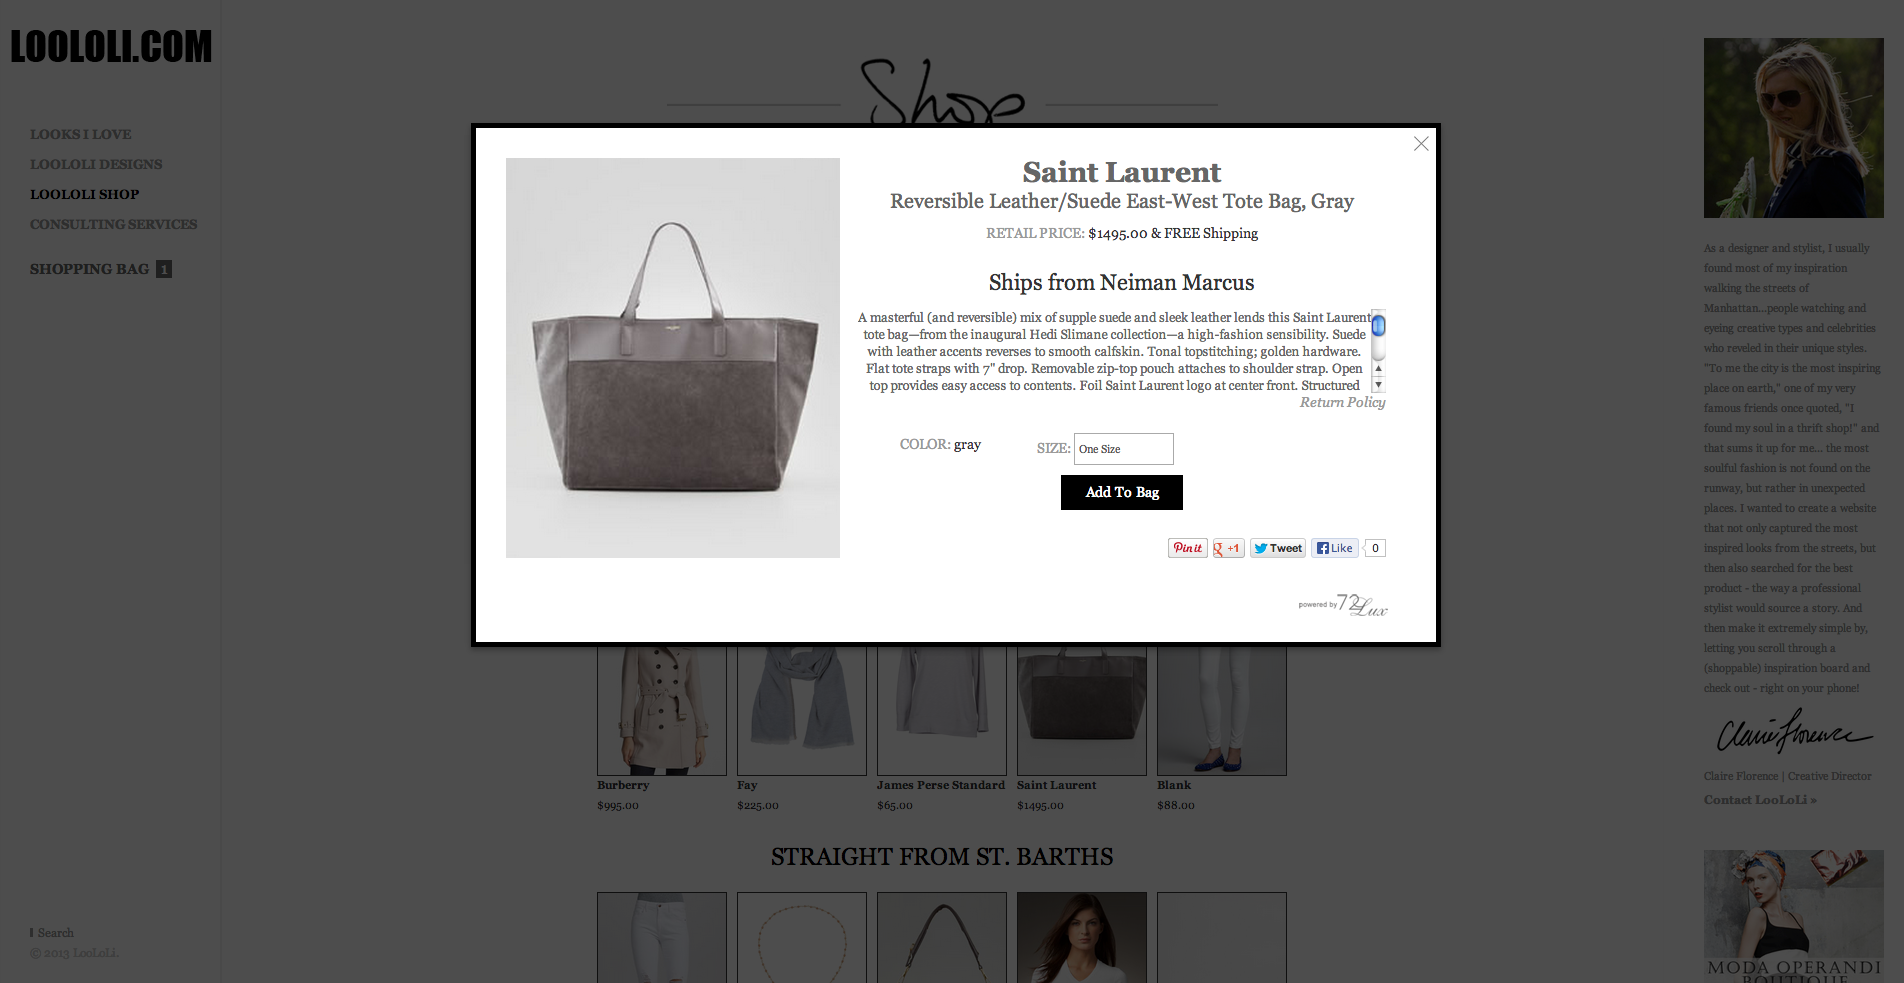 LOOLOLI.COM
LOOKS I LOVE
LOOLOLI DESIGNS
LOOLOLI SHOP
CONSULTING SERVICES
SHOPPING BAG 1
Search
© 2013 LooLoLi.
Shop
Saint Laurent
Reversible Leather/Suede East-West Tote Bag, Gray
RETAIL PRICE: $1495.00 & FREE Shipping
Ships from Neiman Marcus
A masterful (and reversible) mix of supple suede and sleek leather lends this Saint Laurent
tote bag—from the inaugural Hedi Slimane collection—a high-fashion sensibility. Suede
with leather accents reverses to smooth calfskin. Tonal topstitching; golden hardware.
Flat tote straps with 7" drop. Removable zip-top pouch attaches to shoulder strap. Open
top provides easy access to contents. Foil Saint Laurent logo at center front. Structured
Return Policy
COLOR: gray
SIZE: One Size
Add To Bag
Pin it
g +1
Tweet
Like
0
powered by 72Lux
Burberry
$995.00
Fay
$225.00
James Perse Standard
$65.00
Saint Laurent
$1495.00
Blank
$88.00
STRAIGHT FROM ST. BARTHS
As a designer and stylist, I usually
found most of my inspiration
walking the streets of
Manhattan...people watching and
eyeing creative types and celebrities
who reveled in their unique styles.
"To me the city is the most inspiring
place on earth," one of my very
famous friends once quoted, "I
found my soul in a thrift shop!" and
that sums it up for me... the most
soulful fashion is not found on the
runway, but rather in unexpected
places. I wanted to create a website
that not only captured the most
inspired looks from the streets, but
then also searched for the best
product - the way a professional
stylist would source a story. And
then make it extremely simple by,
letting you scroll through a
(shoppable) inspiration board and
check out - right on your phone!
Claire Florence
Claire Florence | Creative Director
Contact LooLoLi »
MODA OPERANDI
BOUTIQUE